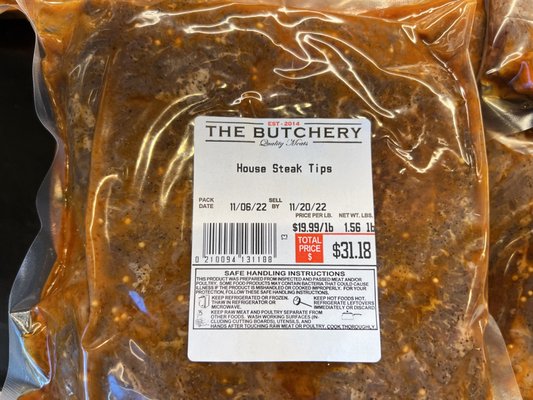 EST - 2014
THE BUTCHERY
Quality Meats
House Steak Tips
PACK DATE 11/06/22 SELL BY 11/20/22
PRICE PER LB. NET WT. LBS.
$19.99/lb 1.56 lb
TOTAL PRICE $ $31.18
0 210094 131188
SAFE HANDLING INSTRUCTIONS
THIS PRODUCT WAS PREPARED FROM INSPECTED AND PASSED MEAT AND/OR
POULTRY. SOME FOOD PRODUCTS MAY CONTAIN BACTERIA THAT COULD CAUSE
ILLNESS IF THE PRODUCT IS MISHANDLED OR COOKED IMPROPERLY. FOR YOUR
PROTECTION, FOLLOW THESE SAFE HANDLING INSTRUCTIONS.
KEEP REFRIGERATED OR FROZEN.
THAW IN REFRIGERATOR OR
MICROWAVE.
KEEP HOT FOODS HOT.
REFRIGERATE LEFTOVERS
IMMEDIATELY OR DISCARD
KEEP RAW MEAT AND POULTRY SEPARATE FROM
OTHER FOODS. WASH WORKING SURFACES (IN-
CLUDING CUTTING BOARDS), UTENSILS, AND
HANDS AFTER TOUCHING RAW MEAT OR POULTRY.
COOK THOROUGHLY.